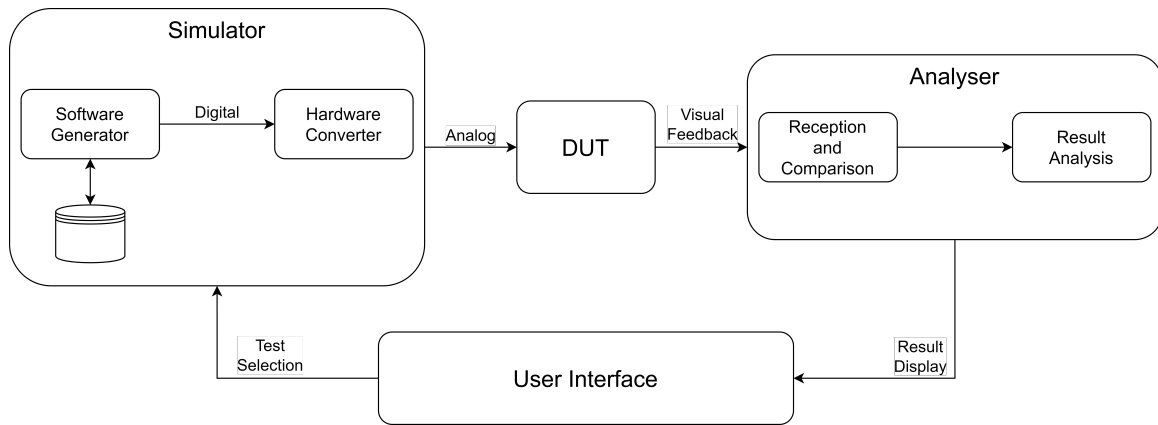 Simulator
Software
Generator
Digital
Hardware
Converter
Analog
DUT
Visual
Feedback
Analyser
Reception
and
Comparison
Result
Analysis
Test
Selection
User Interface
Result
Display